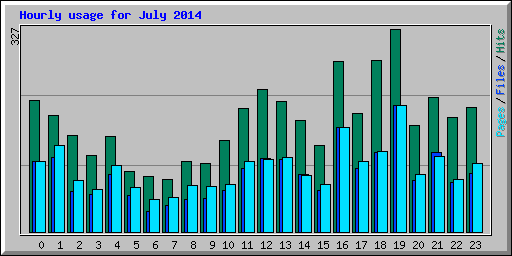 Hourly usage for July 2014
327
Pages/Files/Hits
0 1 2 3 4 5 6 7 8 9 10 11 12 13 14 15 16 17 18 19 20 21 22 23